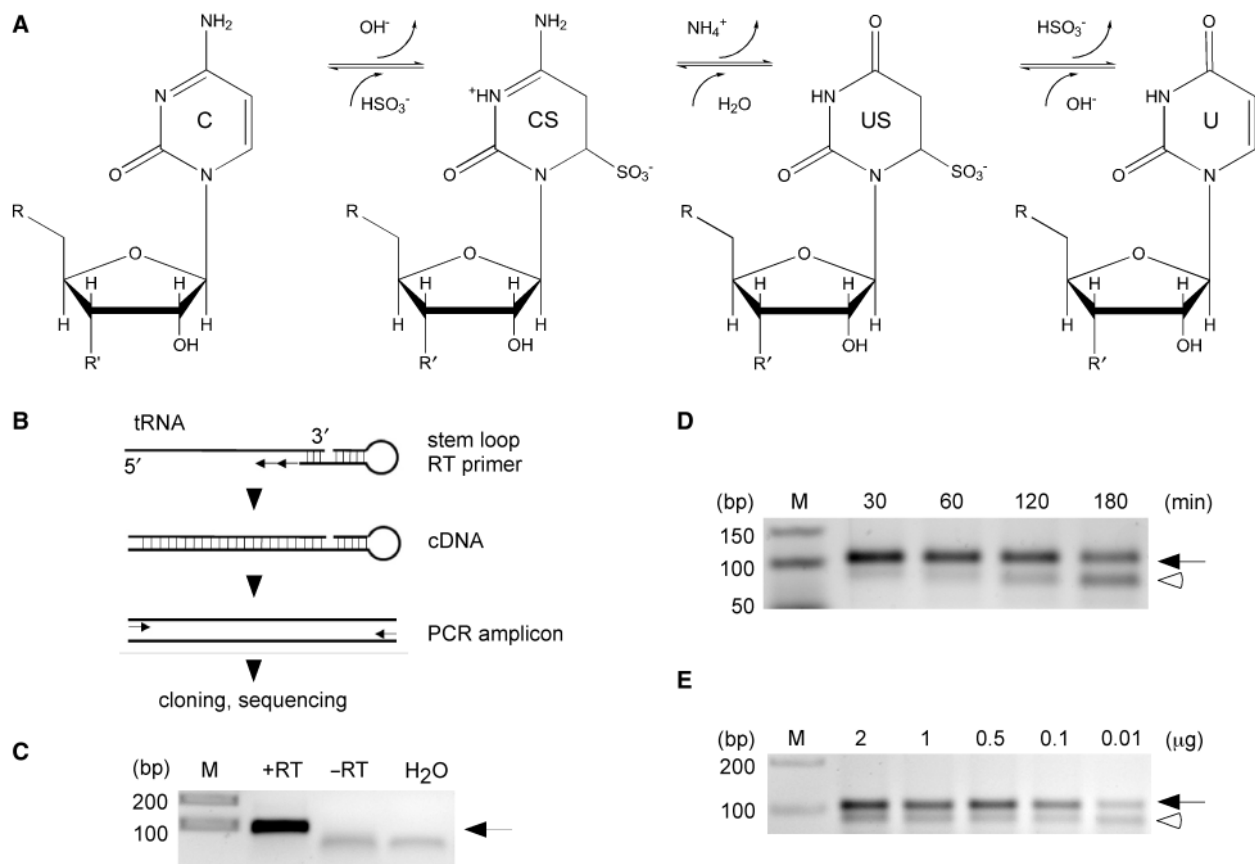 A
NH₂
N
C
O
N
R
O
H H
H H
R'
OH
OH⁻
HSO₃⁻
NH₂
⁺HN
CS
O
N
SO₃⁻
R
O
H H
H H
R′
OH
NH₄⁺
H₂O
O
HN
US
O
N
SO₃⁻
R
O
H H
H H
R′
OH
HSO₃⁻
OH⁻
O
HN
U
O
N
R
O
H H
H H
R′
OH
B
tRNA
3′
5′
stem loop
RT primer
cDNA
PCR amplicon
cloning, sequencing
C
(bp) M +RT –RT H₂O
200
100
D
(bp) M 30 60 120 180 (min)
150
100
50
E
(bp) M 2 1 0.5 0.1 0.01 (μg)
200
100